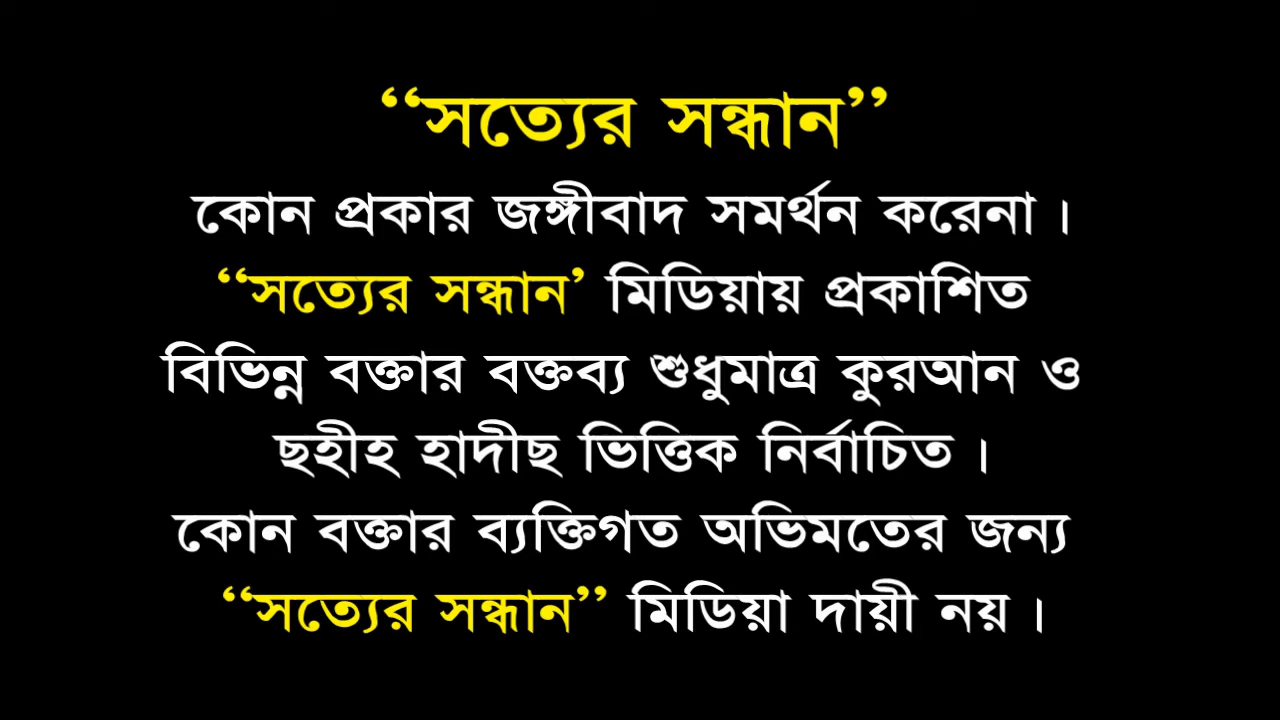 “সত্যের সন্ধান”
কোন প্রকার জঙ্গীবাদ সমর্থন করেনা।
“সত্যের সন্ধান’ মিডিয়ায় প্রকাশিত
বিভিন্ন বক্তার বক্তব্য শুধুমাত্র কুরআন ও
ছহীহ হাদীছ ভিত্তিক নির্বাচিত।
কোন বক্তার ব্যক্তিগত অভিমতের জন্য
“সত্যের সন্ধান” মিডিয়া দায়ী নয়।